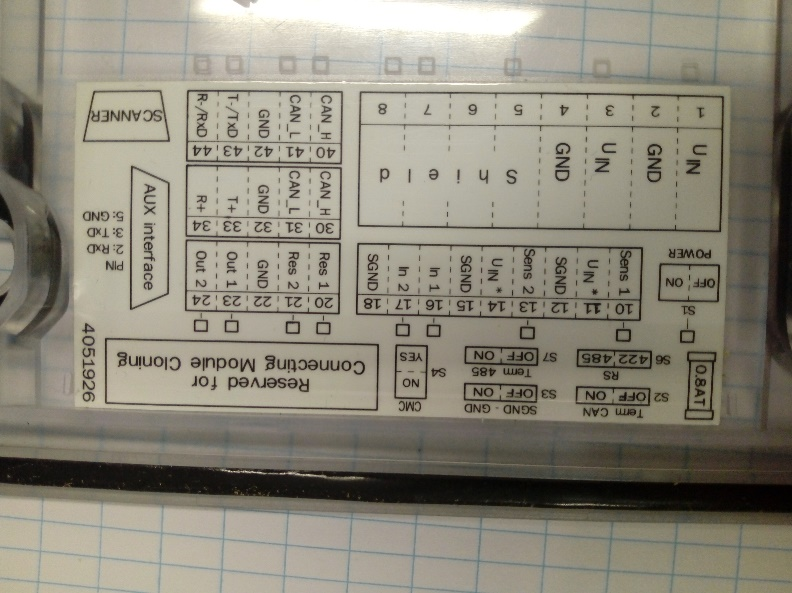 0.8AT
Term CAN
S2 OFF ON
SGND - GND
S3 OFF ON
CMC
NO
S4
YES
RS
S6 422 485
Term 485
S7 OFF ON
Reserved for
Connecting Module Cloning
4051926
S1
OFF ON
POWER
10 11 12 13 14 15 16 17 18
Sens 1 UIN * SGND Sens 2 UIN * SGND In 1 In 2 SGND
20 21 22 23 24
Res 1 Res 2 GND Out 1 Out 2
30 31 32 33 34
CAN_H CAN_L GND T+ R+
40 41 42 43 44
CAN_H CAN_L GND T-/TxD R-/RxD
UIN GND UIN GND Shield
1 2 3 4 5 6 7 8
AUX interface
PIN
2: RxD
3: TxD
5: GND
SCANNER